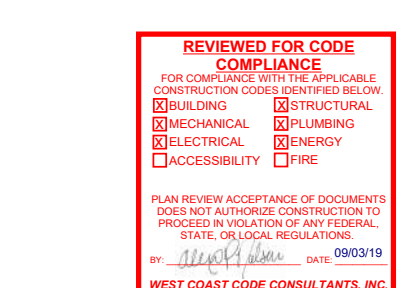 REVIEWED FOR CODE
COMPLIANCE
FOR COMPLIANCE WITH THE APPLICABLE
CONSTRUCTION CODES IDENTIFIED BELOW.
X BUILDING X STRUCTURAL
X MECHANICAL X PLUMBING
X ELECTRICAL X ENERGY
ACCESSIBILITY FIRE
PLAN REVIEW ACCEPTANCE OF DOCUMENTS
DOES NOT AUTHORIZE CONSTRUCTION TO
PROCEED IN VIOLATION OF ANY FEDERAL,
STATE, OR LOCAL REGULATIONS.
BY: DATE: 09/03/19
WEST COAST CODE CONSULTANTS, INC.